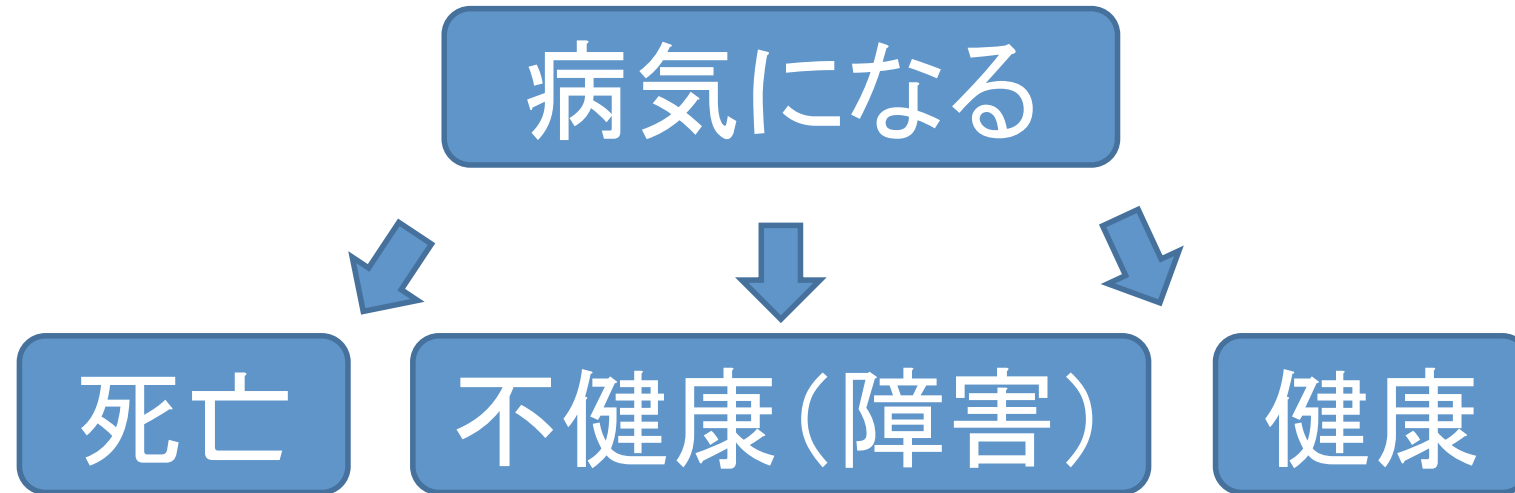 病気になる
死亡
不健康（障害）
健康